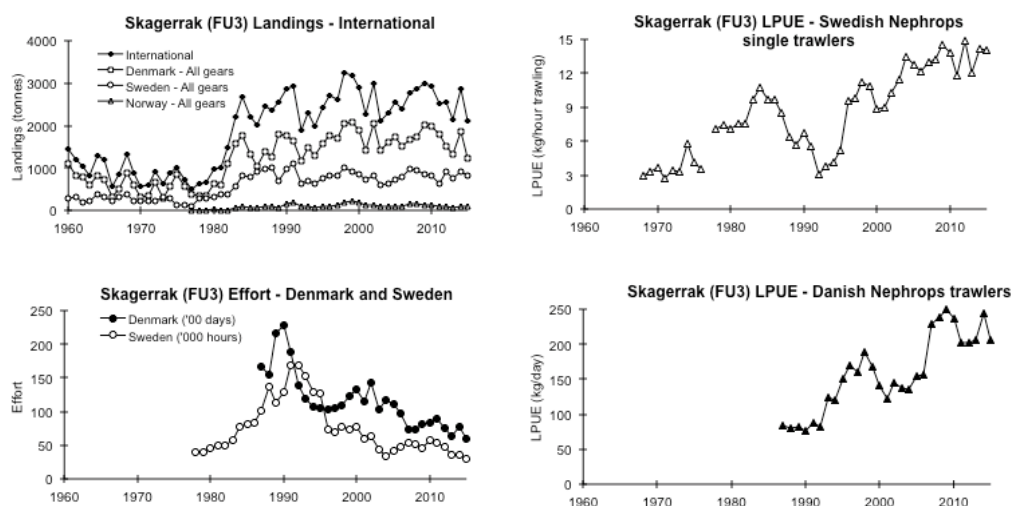 Skagerrak (FU3) Landings - International
4000
3000
2000
1000
0
Landings (tonnes)
International
Denmark - All gears
Sweden - All gears
Norway - All gears
1960 1970 1980 1990 2000 2010
Skagerrak (FU3) LPUE - Swedish Nephrops
single trawlers
15
12
9
6
3
0
LPUE (kg/hour trawling)
1960 1970 1980 1990 2000 2010
Skagerrak (FU3) Effort - Denmark and Sweden
250
200
150
100
50
0
Effort
Denmark ('00 days)
Sweden ('000 hours)
1960 1970 1980 1990 2000 2010
Skagerrak (FU3) LPUE - Danish Nephrops trawlers
250
200
150
100
50
0
LPUE (kg/day)
1960 1970 1980 1990 2000 2010